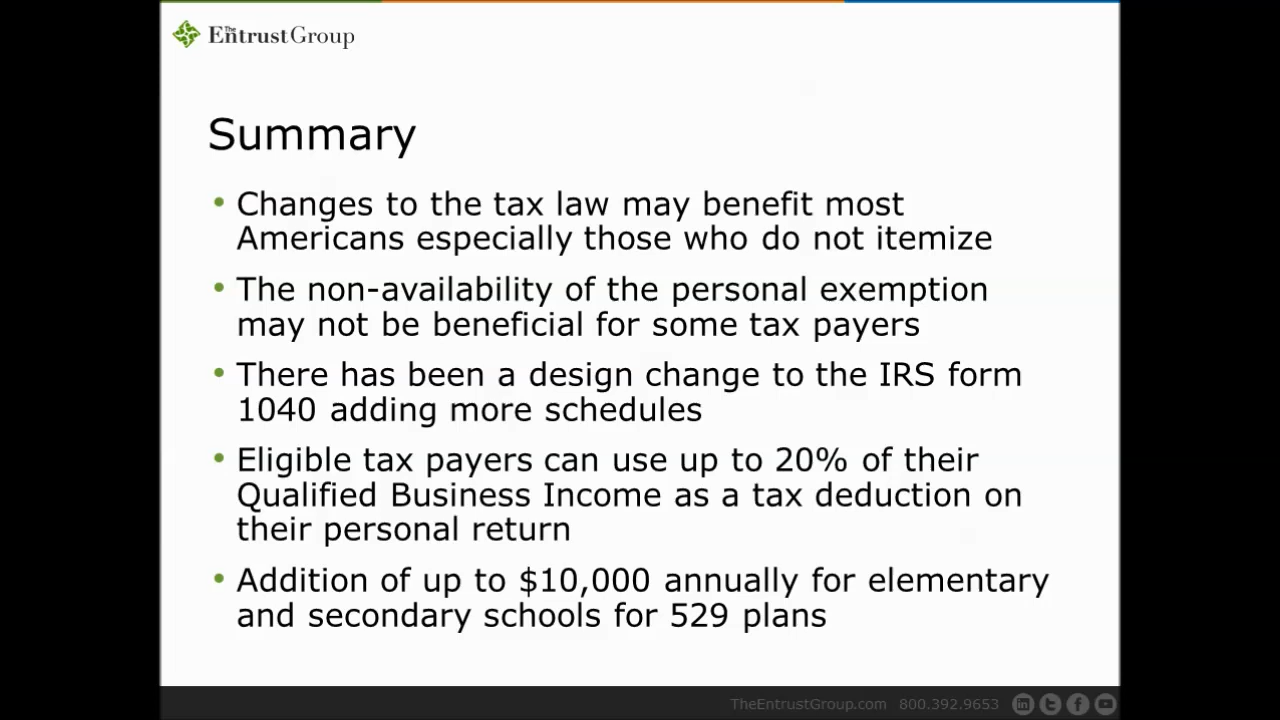 The
EntrustGroup
Summary
• Changes to the tax law may benefit most
Americans especially those who do not itemize
• The non-availability of the personal exemption
may not be beneficial for some tax payers
• There has been a design change to the IRS form
1040 adding more schedules
• Eligible tax payers can use up to 20% of their
Qualified Business Income as a tax deduction on
their personal return
• Addition of up to $10,000 annually for elementary
and secondary schools for 529 plans
TheEntrustGroup.com 800.392.9653